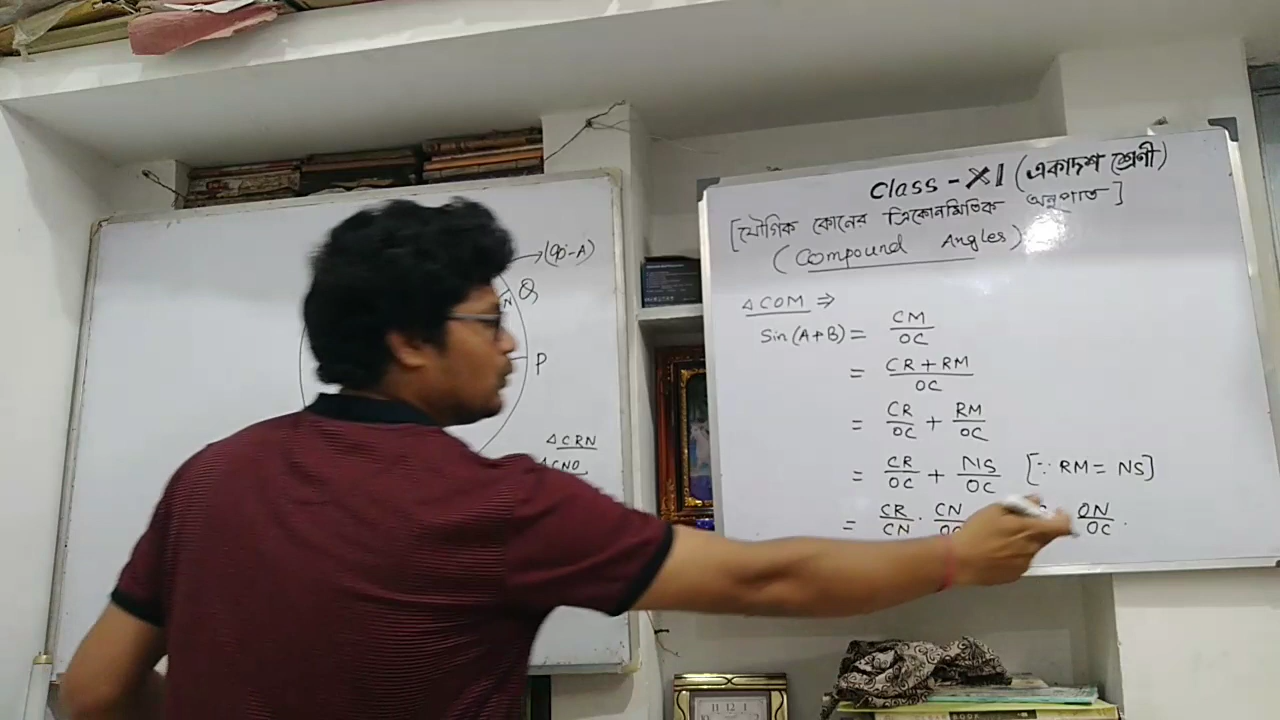 Class - XI (একাদশ শ্রেণী)
[যৌগিক কোনের ত্রিকোনমিতিক অনুপাত]
(Compound Angles)
△COM ⇒
Sin(A+B) = CM/OC
= CR + RM/OC
= CR/OC + RM/OC
= CR/OC + NS/OC [∵ RM = NS]
= CR/CN · CN/OC ON/OC ·
→(90°-A)
N Q
P
△CRN
△CNO